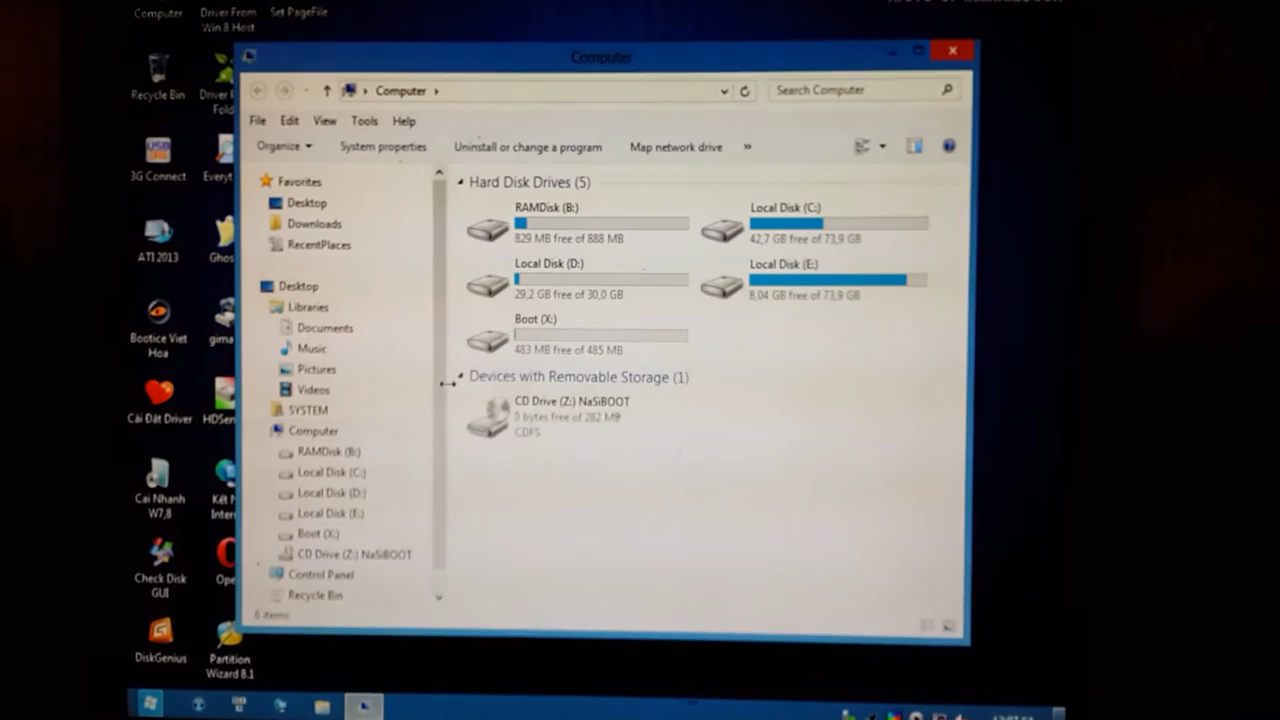 Computer
Driver From
Win 8 Host
Set PageFile
Computer
Recycle Bin
Driver
Fold
Computer
Search Computer
File Edit View Tools Help
Organize
System properties
Uninstall or change a program
Map network drive
»
3G Connect
Everyt
ATI 2013
Ghos
Bootice Viet
Hoa
gima
Cài Đặt Driver
HDSen
Cai Nhanh
W7,8
Kết N
Intern
Check Disk
GUI
Ope
DiskGenius
Partition
Wizard 8.1
Favorites
Desktop
Downloads
RecentPlaces
Desktop
Libraries
Documents
Music
Pictures
Videos
SYSTEM
Computer
RAMDisk (B:)
Local Disk (C:)
Local Disk (D:)
Local Disk (E:)
Boot (X:)
CD Drive (Z:) NaSiBOOT
Control Panel
Recycle Bin
Hard Disk Drives (5)
RAMDisk (B:)
829 MB free of 888 MB
Local Disk (C:)
42,7 GB free of 73,9 GB
Local Disk (D:)
29,2 GB free of 30,0 GB
Local Disk (E:)
8,04 GB free of 73,9 GB
Boot (X:)
483 MB free of 485 MB
Devices with Removable Storage (1)
CD Drive (Z:) NaSiBOOT
0 bytes free of 282 MB
CDFS
6 items